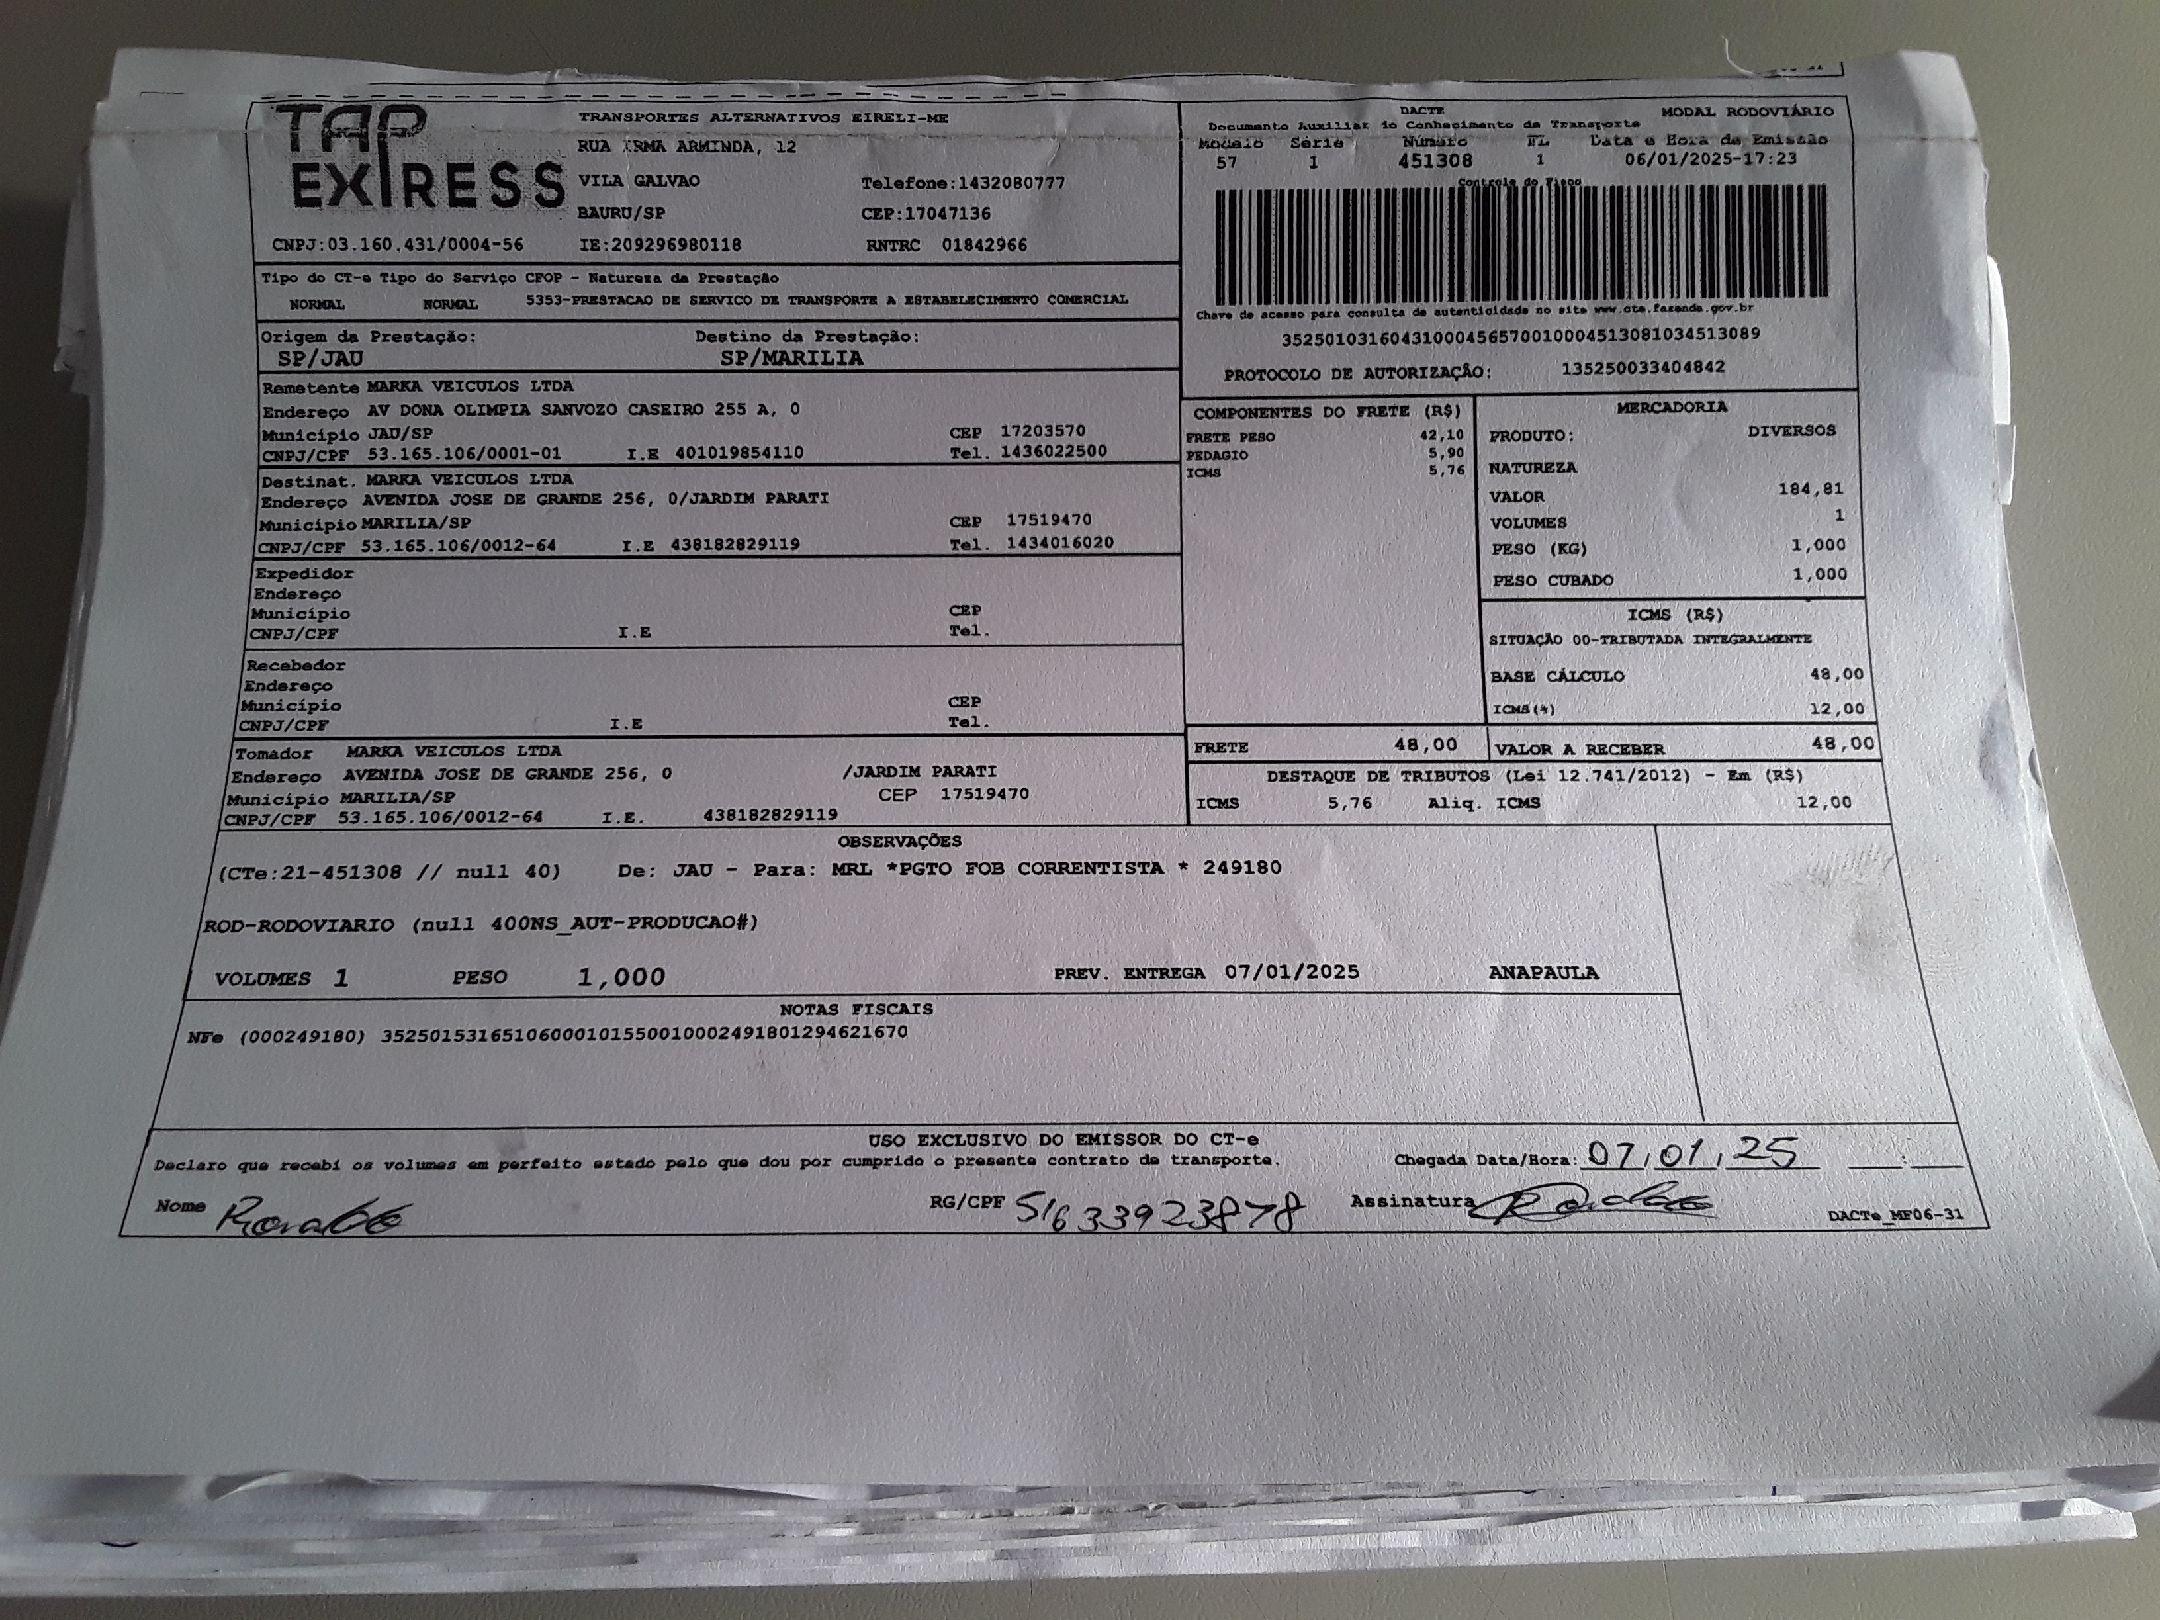 TAP
EXPRESS
TRANSPORTES ALTERNATIVOS EIRELI-ME
RUA IRMA ARMINDA, 12
VILA GALVAO Telefone:1432080777
BAURU/SP CEP:17047136
CNPJ:03.160.431/0004-56 IE:209296980118 RNTRC 01842966
DACTE MODAL RODOVIÁRIO
Documento Auxiliar do Conhecimento de Transporte
Modelo Série Número FL Data e Hora de Emissão
57 1 451308 1 06/01/2025-17:23
Controle do Fisco
Chave de acesso para consulta de autenticidade no site www.cte.fazenda.gov.br
35250103160431000456570010004513081034513089
PROTOCOLO DE AUTORIZAÇÃO: 135250033404842
Tipo do CT-e Tipo do Serviço CFOP - Natureza da Prestação
NORMAL NORMAL 5353-PRESTACAO DE SERVICO DE TRANSPORTE A ESTABELECIMENTO COMERCIAL
Origem da Prestação: Destino da Prestação:
SP/JAU SP/MARILIA
Remetente MARKA VEICULOS LTDA
Endereço AV DONA OLIMPIA SANVOZO CASEIRO 255 A, 0
Município JAU/SP CEP 17203570
CNPJ/CPF 53.165.106/0001-01 I.E 401019854110 Tel. 1436022500
Destinat. MARKA VEICULOS LTDA
Endereço AVENIDA JOSE DE GRANDE 256, 0/JARDIM PARATI
Município MARILIA/SP CEP 17519470
CNPJ/CPF 53.165.106/0012-64 I.E 438182829119 Tel. 1434016020
Expedidor
Endereço
Município CEP
CNPJ/CPF I.E Tel.
Recebedor
Endereço
Município CEP
CNPJ/CPF I.E Tel.
Tomador MARKA VEICULOS LTDA
Endereço AVENIDA JOSE DE GRANDE 256, 0 /JARDIM PARATI
Município MARILIA/SP CEP 17519470
CNPJ/CPF 53.165.106/0012-64 I.E. 438182829119
COMPONENTES DO FRETE (R$)
FRETE PESO 42,10
PEDAGIO 5,90
ICMS 5,76
MERCADORIA
PRODUTO: DIVERSOS
NATUREZA
VALOR 184,81
VOLUMES 1
PESO (KG) 1,000
PESO CUBADO 1,000
ICMS (R$)
SITUAÇÃO 00-TRIBUTADA INTEGRALMENTE
BASE CÁLCULO 48,00
ICMS(%) 12,00
FRETE 48,00 VALOR A RECEBER 48,00
DESTAQUE DE TRIBUTOS (Lei 12.741/2012) - Em (R$)
ICMS 5,76 Aliq. ICMS 12,00
OBSERVAÇÕES
(CTe:21-451308 // null 40) De: JAU - Para: MRL *PGTO FOB CORRENTISTA * 249180
ROD-RODOVIARIO (null 400NS_AUT-PRODUCAO#)
VOLUMES 1 PESO 1,000 PREV. ENTREGA 07/01/2025 ANAPAULA
NOTAS FISCAIS
NFe (000249180) 35250153165106000101550010002491801294621670
USO EXCLUSIVO DO EMISSOR DO CT-e
Declaro que recebi os volumes em perfeito estado pelo que dou por cumprido o presente contrato de transporte. Chegada Data/Hora: 07/01/25 :
Nome Ronaldo RG/CPF 51633923878 Assinatura
DACTe_MF06-31